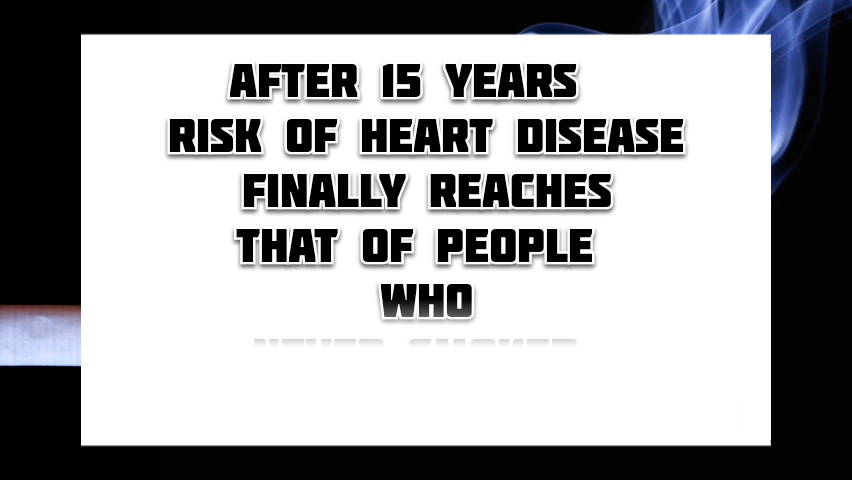 AFTER 15 YEARS
RISK OF HEART DISEASE
FINALLY REACHES
THAT OF PEOPLE
WHO